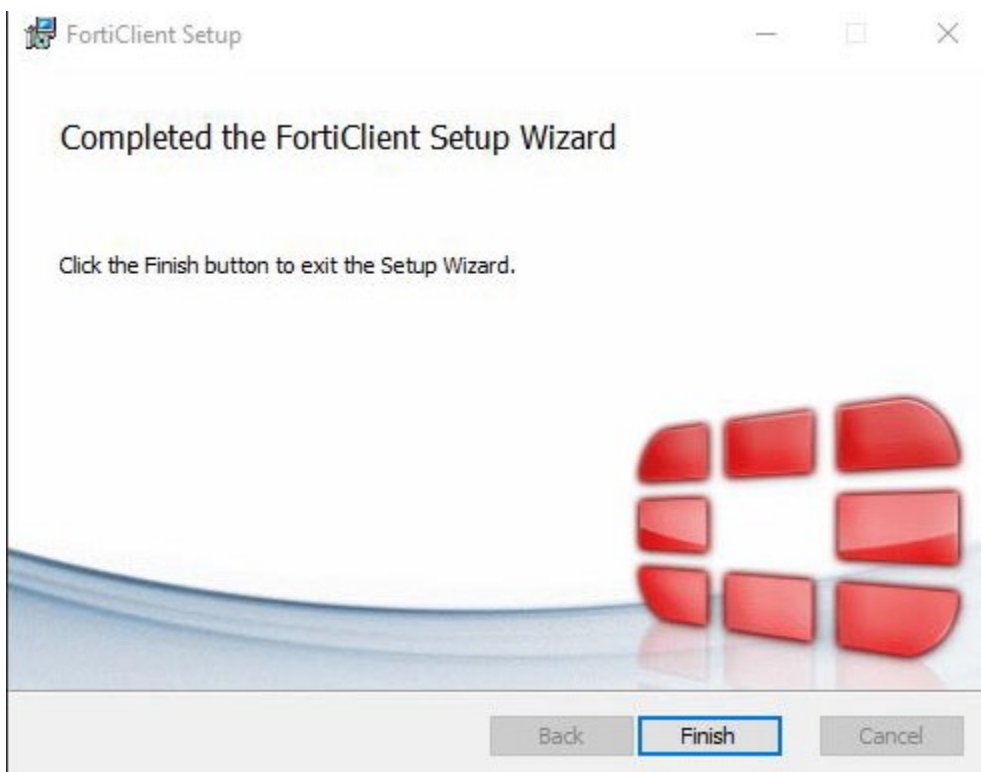 FortiClient Setup
Completed the FortiClient Setup Wizard
Click the Finish button to exit the Setup Wizard.
Back Finish Cancel